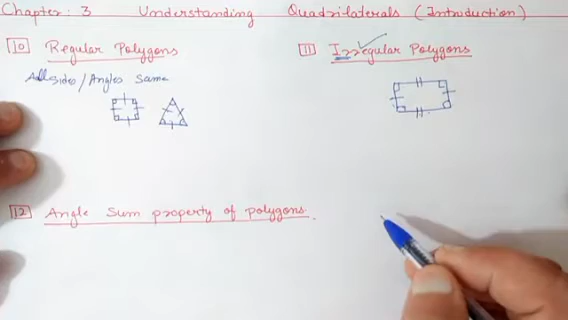 Chapter: 3 Understanding Quadrilaterals (Introduction)
10 Regular Polygons
11 Irregular Polygons
All sides/Angles Same
12 Angle Sum property of polygons.